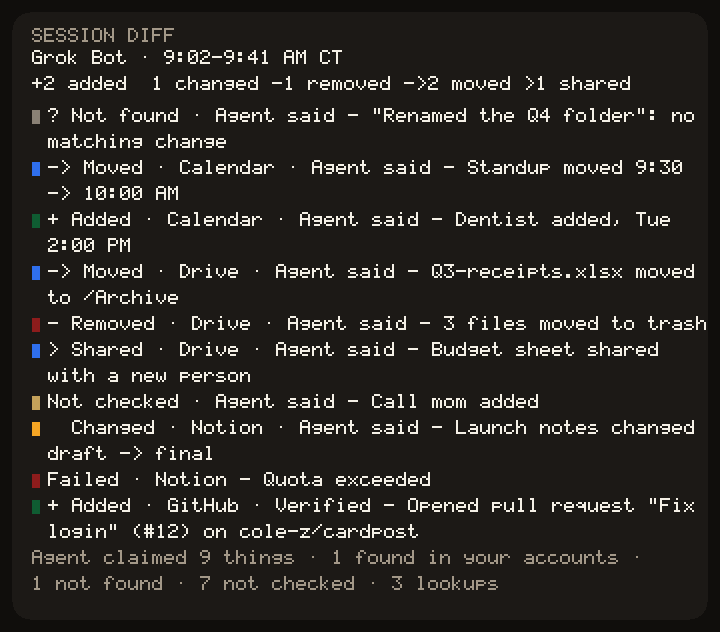 SESSION DIFF
Grok Bot · 9:02–9:41 AM CT
+2 added  1 changed −1 removed −>2 moved >1 shared
? Not found · Agent said — "Renamed the Q4 folder": no
matching change
−> Moved · Calendar · Agent said — Standup moved 9:30
−> 10:00 AM
+ Added · Calendar · Agent said — Dentist added, Tue
2:00 PM
−> Moved · Drive · Agent said — Q3-receipts.xlsx moved
to /Archive
− Removed · Drive · Agent said — 3 files moved to trash
> Shared · Drive · Agent said — Budget sheet shared
with a new person
Not checked · Agent said — Call mom added
Changed · Notion · Agent said — Launch notes changed
draft −> final
Failed · Notion — Quota exceeded
+ Added · GitHub · Verified — Opened pull request "Fix
login" (#12) on cole-z/cardpost
Agent claimed 9 things · 1 found in your accounts ·
1 not found · 7 not checked · 3 lookups